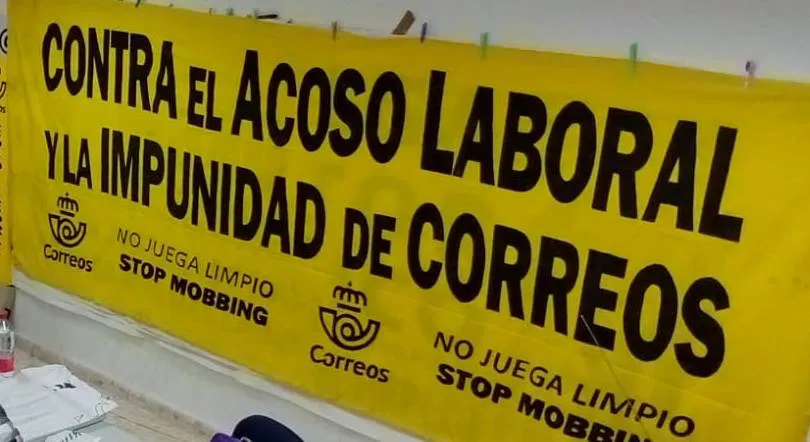 CONTRA EL ACOSO LABORAL
Y LA IMPUNIDAD DE CORREOS
Correos
NO JUEGA LIMPIO
STOP MOBBING
Correos
NO JUEGA LIMPIO
STOP MOBBING